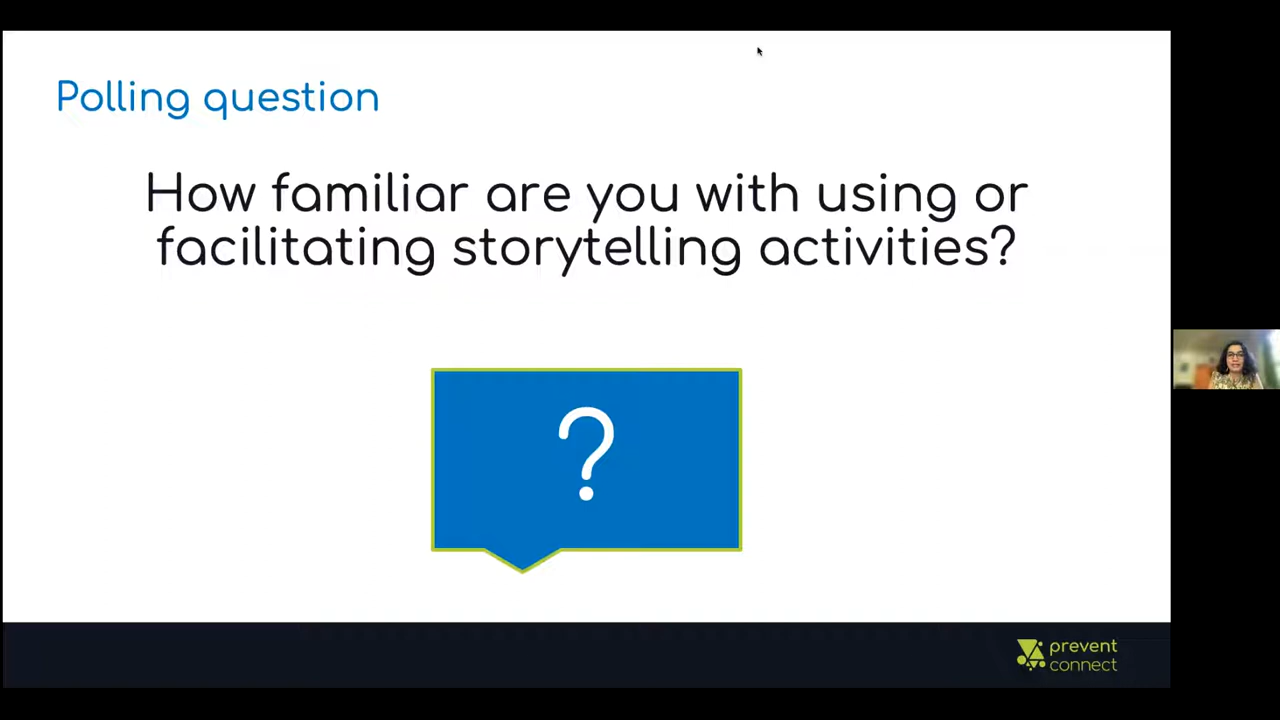 Polling question
How familiar are you with using or
facilitating storytelling activities?
?
prevent
connect